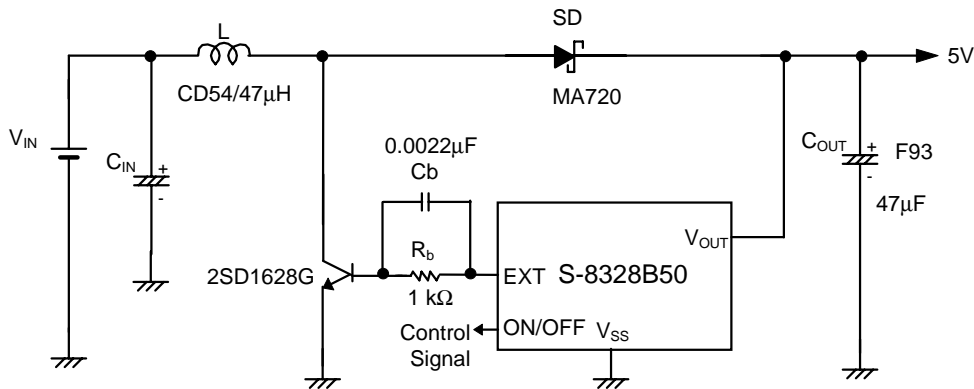 L
SD
5V
CD54/47μH
MA720
V_IN
C_IN
+
-
0.0022μF
Cb
C_OUT
+
-
F93
47μF
V_OUT
R_b
2SD1628G
EXT
S-8328B50
1 kΩ
Control
Signal
ON/OFF
V_SS